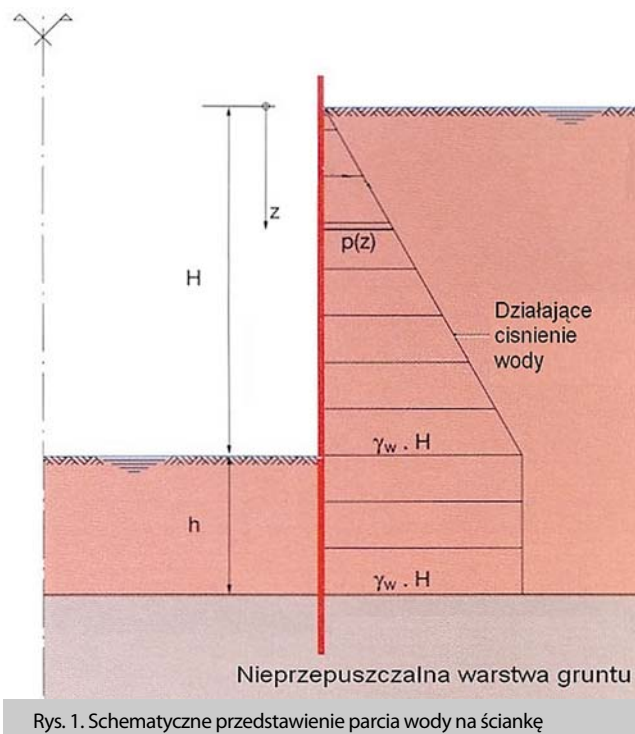 z
H
p(z)
Działające
cisnienie
wody
γw . H
h
γw . H
Nieprzepuszczalna warstwa gruntu
Rys. 1. Schematyczne przedstawienie parcia wody na ściankę